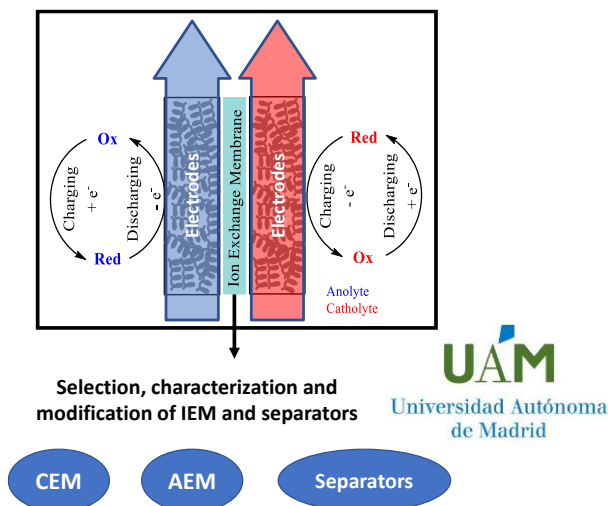 Ox
Charging
+ e-
Discharging
- e-
Red
Electrodes
Ion Exchange Membrane
Electrodes
Red
Charging
- e-
Discharging
+ e-
Ox
Anolyte
Catholyte
Selection, characterization and
modification of IEM and separators
UAM
Universidad Autónoma
de Madrid
CEM
AEM
Separators